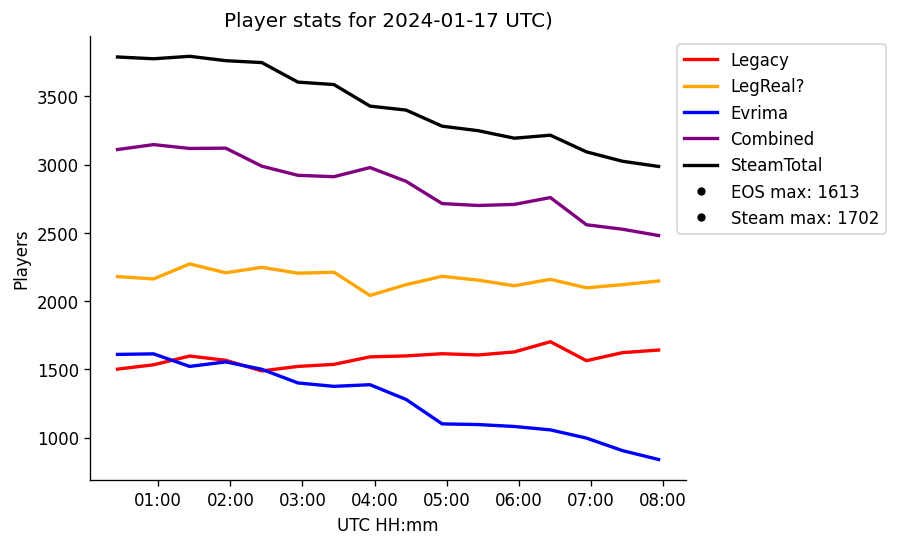 Player stats for 2024-01-17 UTC)
Legacy
LegReal?
Evrima
Combined
SteamTotal
EOS max: 1613
Steam max: 1702
Players
3500
3000
2500
2000
1500
1000
01:00 02:00 03:00 04:00 05:00 06:00 07:00 08:00
UTC HH:mm